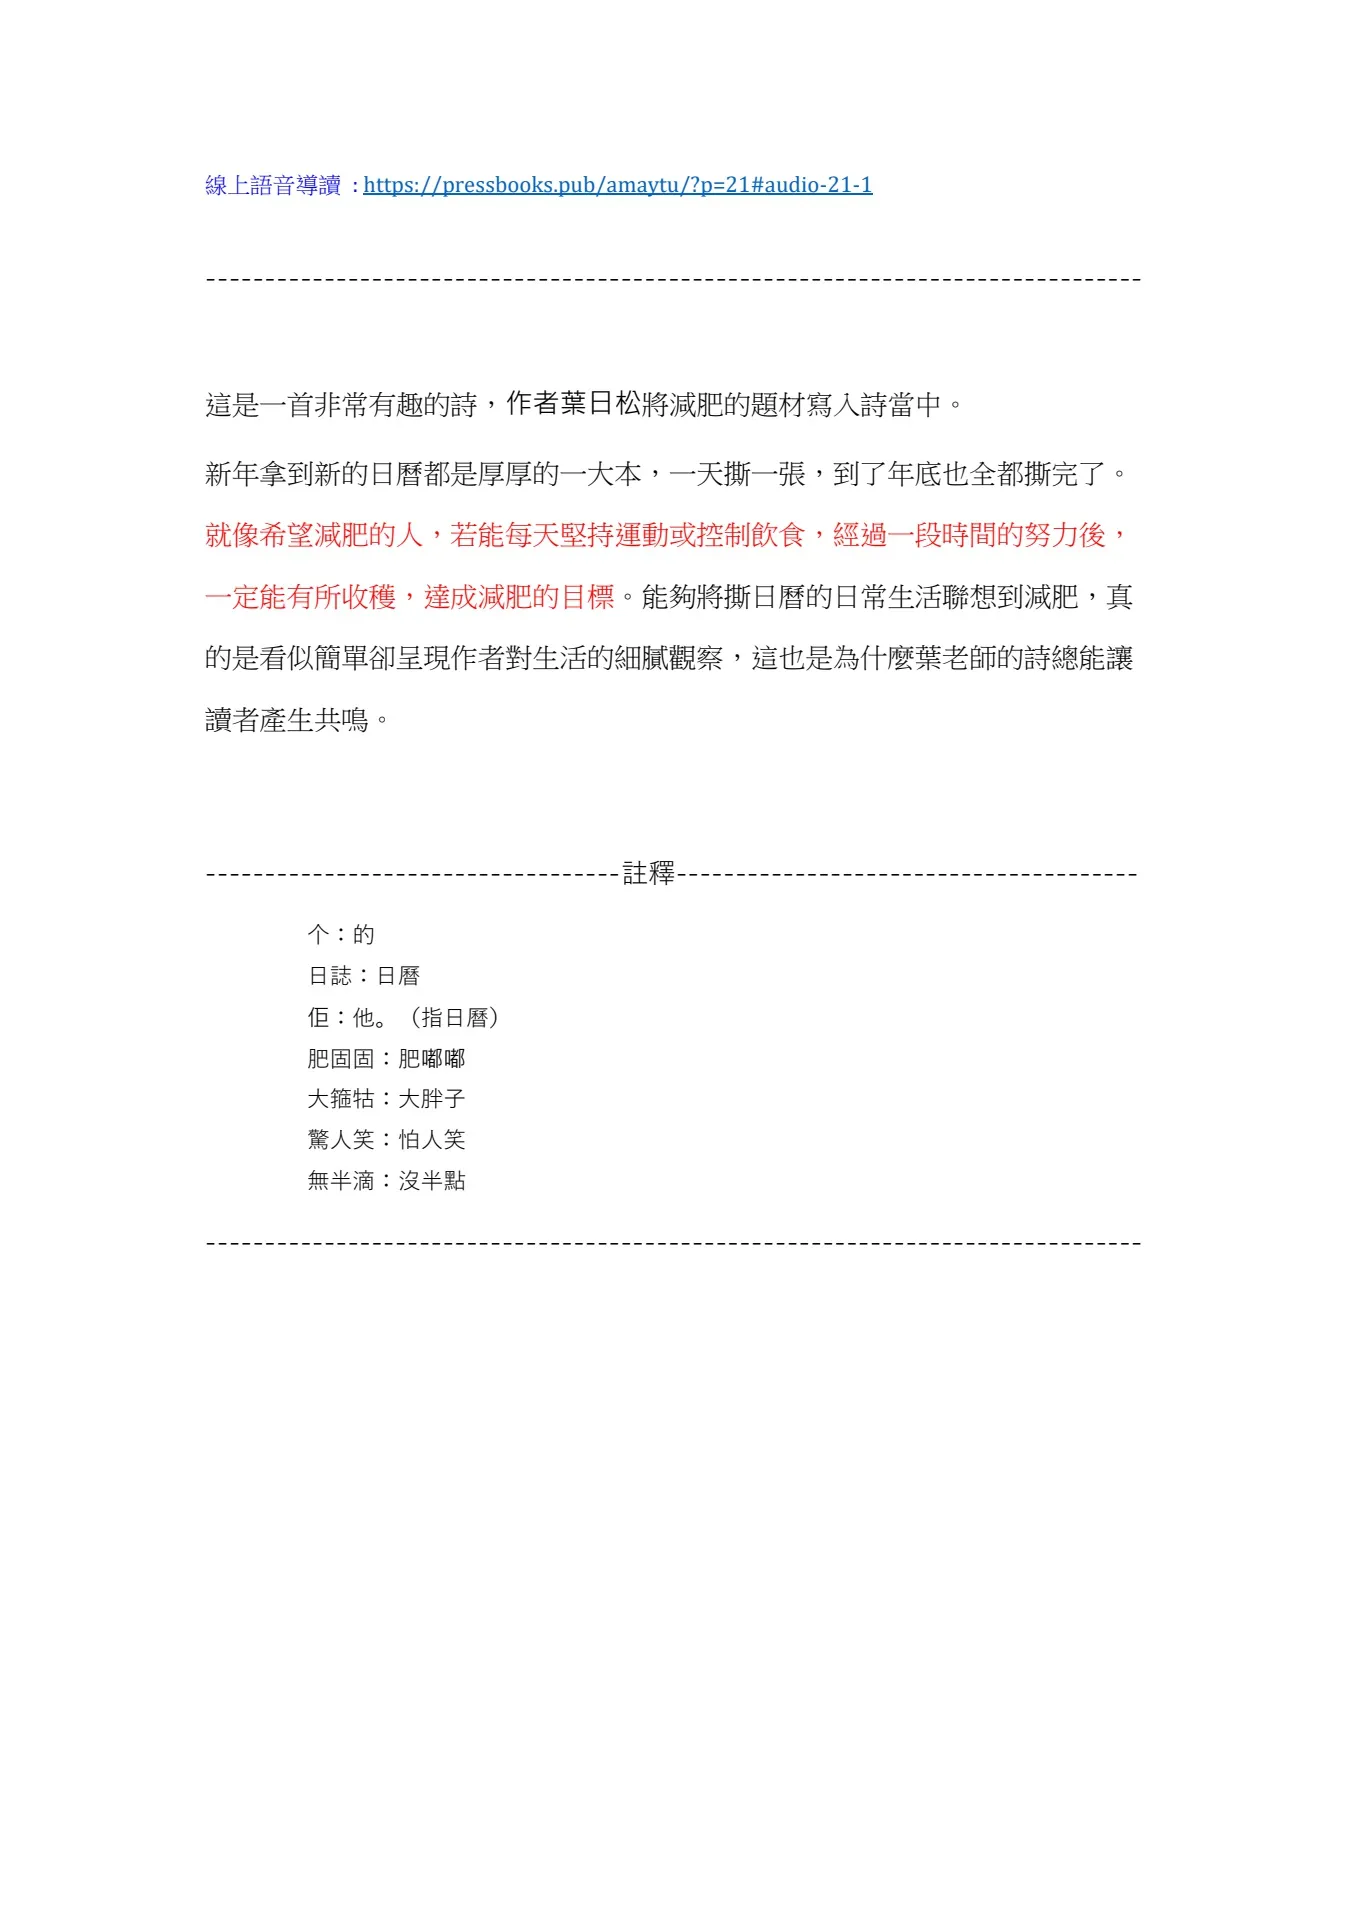 線上語音導讀 : https://pressbooks.pub/amaytu/?p=21#audio-21-1
--------------------------------------------------------------------------------
這是一首非常有趣的詩，作者葉日松將減肥的題材寫入詩當中。
新年拿到新的日曆都是厚厚的一大本，一天撕一張，到了年底也全都撕完了。
就像希望減肥的人，若能每天堅持運動或控制飲食，經過一段時間的努力後，
一定能有所收穫，達成減肥的目標。能夠將撕日曆的日常生活聯想到減肥，真
的是看似簡單卻呈現作者對生活的細膩觀察，這也是為什麼葉老師的詩總能讓
讀者產生共鳴。
-----------------------------------註釋---------------------------------------
个：的
日誌：日曆
佢：他。（指日曆）
肥固固：肥嘟嘟
大箍牯：大胖子
驚人笑：怕人笑
無半滴：沒半點
--------------------------------------------------------------------------------